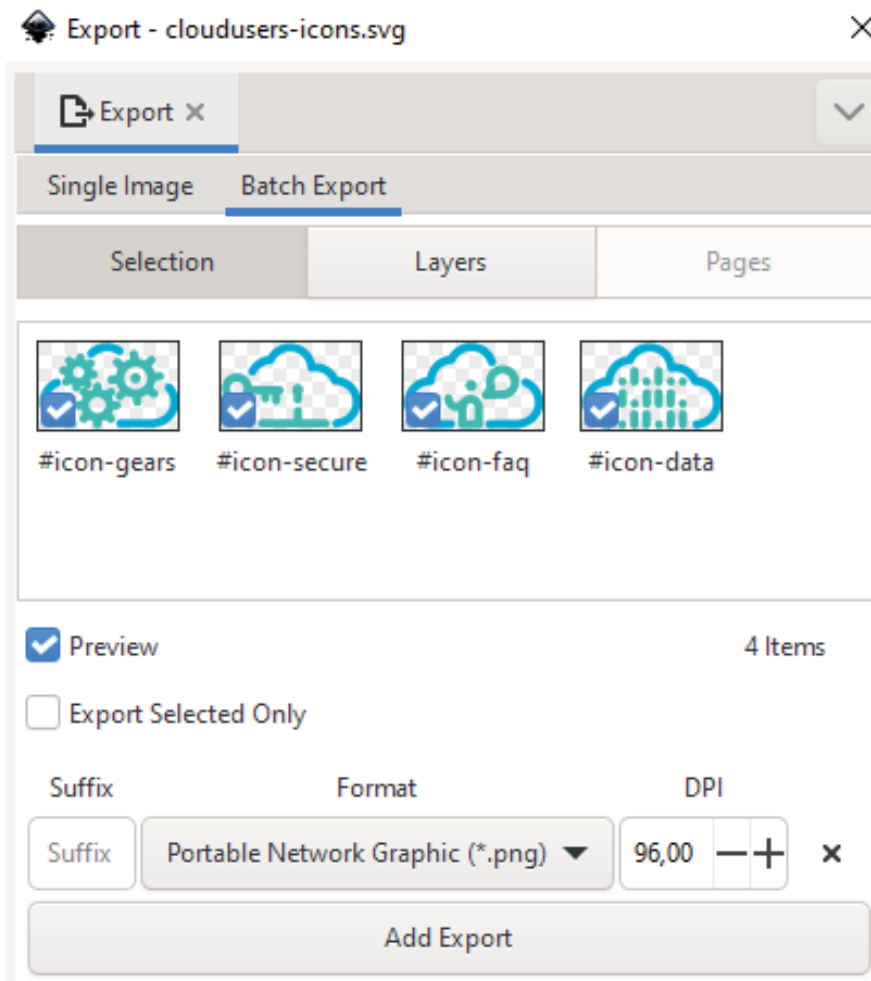 Export - cloudusers-icons.svg
Export
Single Image Batch Export
Selection Layers Pages
#icon-gears #icon-secure #icon-faq #icon-data
Preview 4 Items
Export Selected Only
Suffix Format DPI
Suffix Portable Network Graphic (*.png) 96,00
Add Export